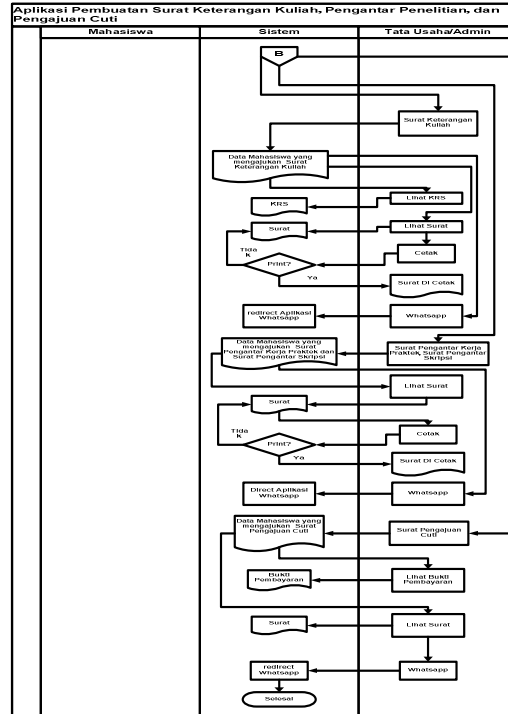 Aplikasi Pembuatan Surat Keterangan Kuliah, Pengantar Penelitian, dan
Pengajuan Cuti
Mahasiswa
Sistem
Tata Usaha/Admin
B
Surat Keterangan
Kuliah
Data Mahasiswa yang
mengajukan Surat
Keterangan Kuliah
Lihat KRS
KRS
Lihat Surat
Surat
Cetak
Tida
k
Print?
Ya
Surat Di Cetak
redirect Aplikasi
Whatsapp
Whatsapp
Data Mahasiswa yang
mengajukan Surat
Pengantar Kerja Praktek dan
Surat Pengantar Skripsi
Surat Pengantar Kerja
Praktek, Surat Pengantar
Skripsi
Lihat Surat
Surat
Cetak
Tida
k
Print?
Ya
Surat Di Cetak
Direct Aplikasi
Whatsapp
Whatsapp
Data Mahasiswa yang
mengajukan Surat
Pengajuan Cuti
Surat Pengajuan
Cuti
Bukti
Pembayaran
Lihat Bukti
Pembayaran
Surat
Lihat Surat
redirect
Whatsapp
Whatsapp
Selesai